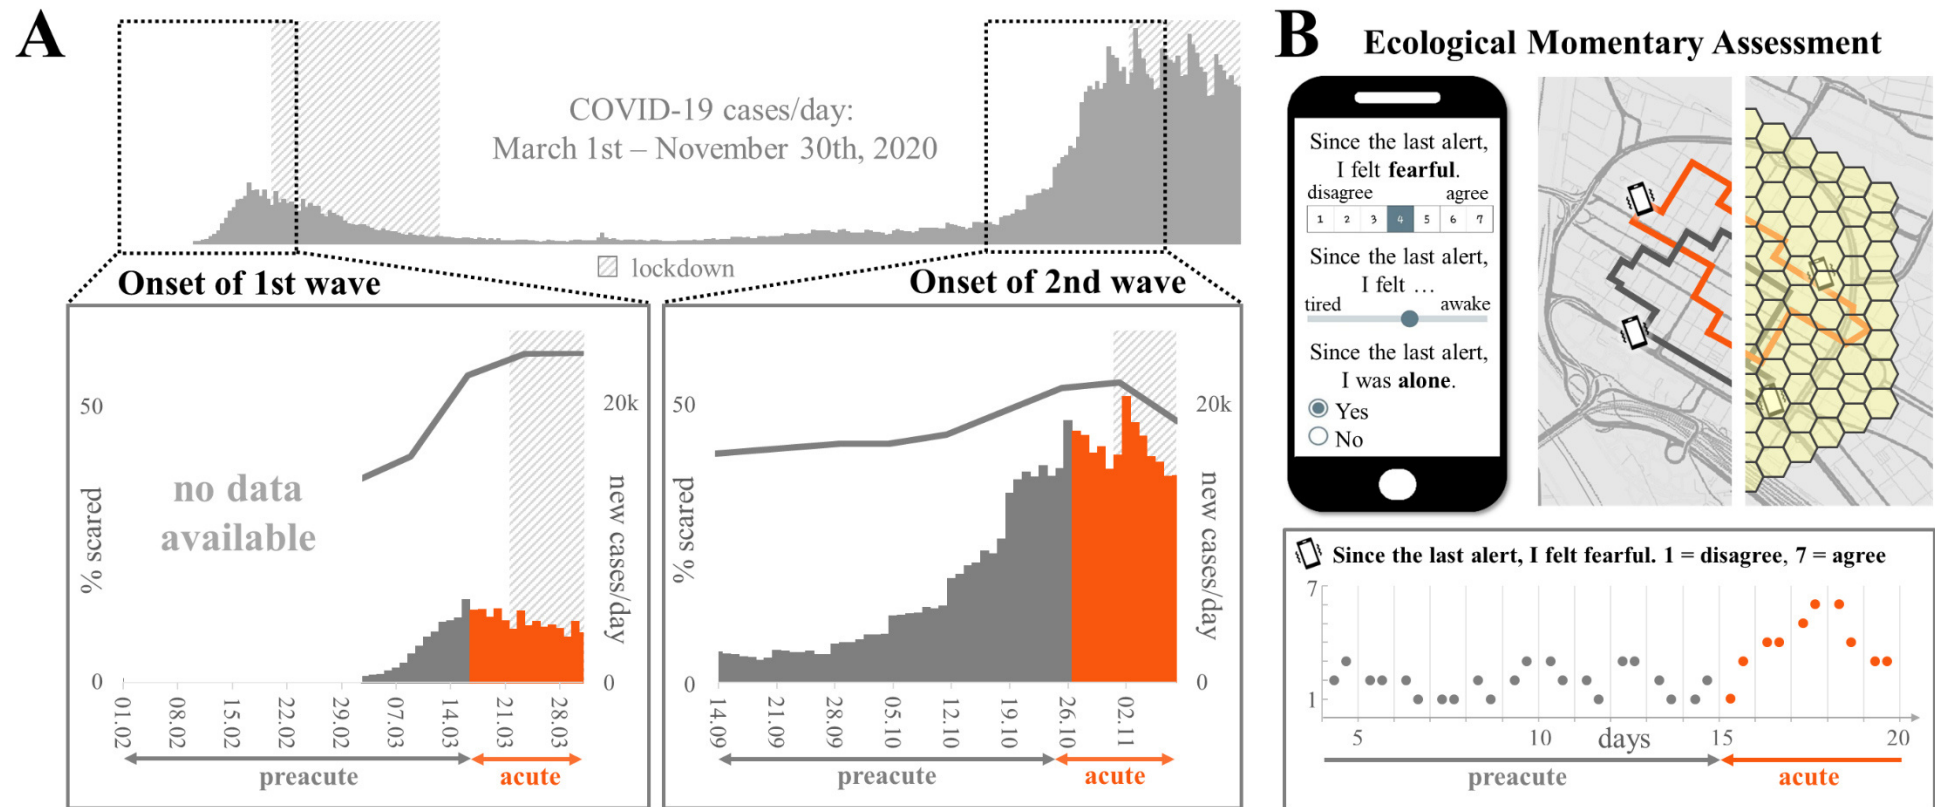 A
COVID-19 cases/day:
March 1st – November 30th, 2020
lockdown
Onset of 1st wave
Onset of 2nd wave
50
0
% scared
no data
available
20k
0
new cases/day
01.02
08.02
15.02
22.02
29.02
07.03
14.03
21.03
28.03
preacute
acute
50
0
% scared
20k
0
new cases/day
14.09
21.09
28.09
05.10
12.10
19.10
26.10
02.11
preacute
acute
B
Ecological Momentary Assessment
Since the last alert,
I felt fearful.
disagree agree
1 2 3 4 5 6 7
Since the last alert,
I felt ...
tired awake
Since the last alert,
I was alone.
Yes
No
Since the last alert, I felt fearful. 1 = disagree, 7 = agree
7
1
5 10 15 20
days
preacute
acute